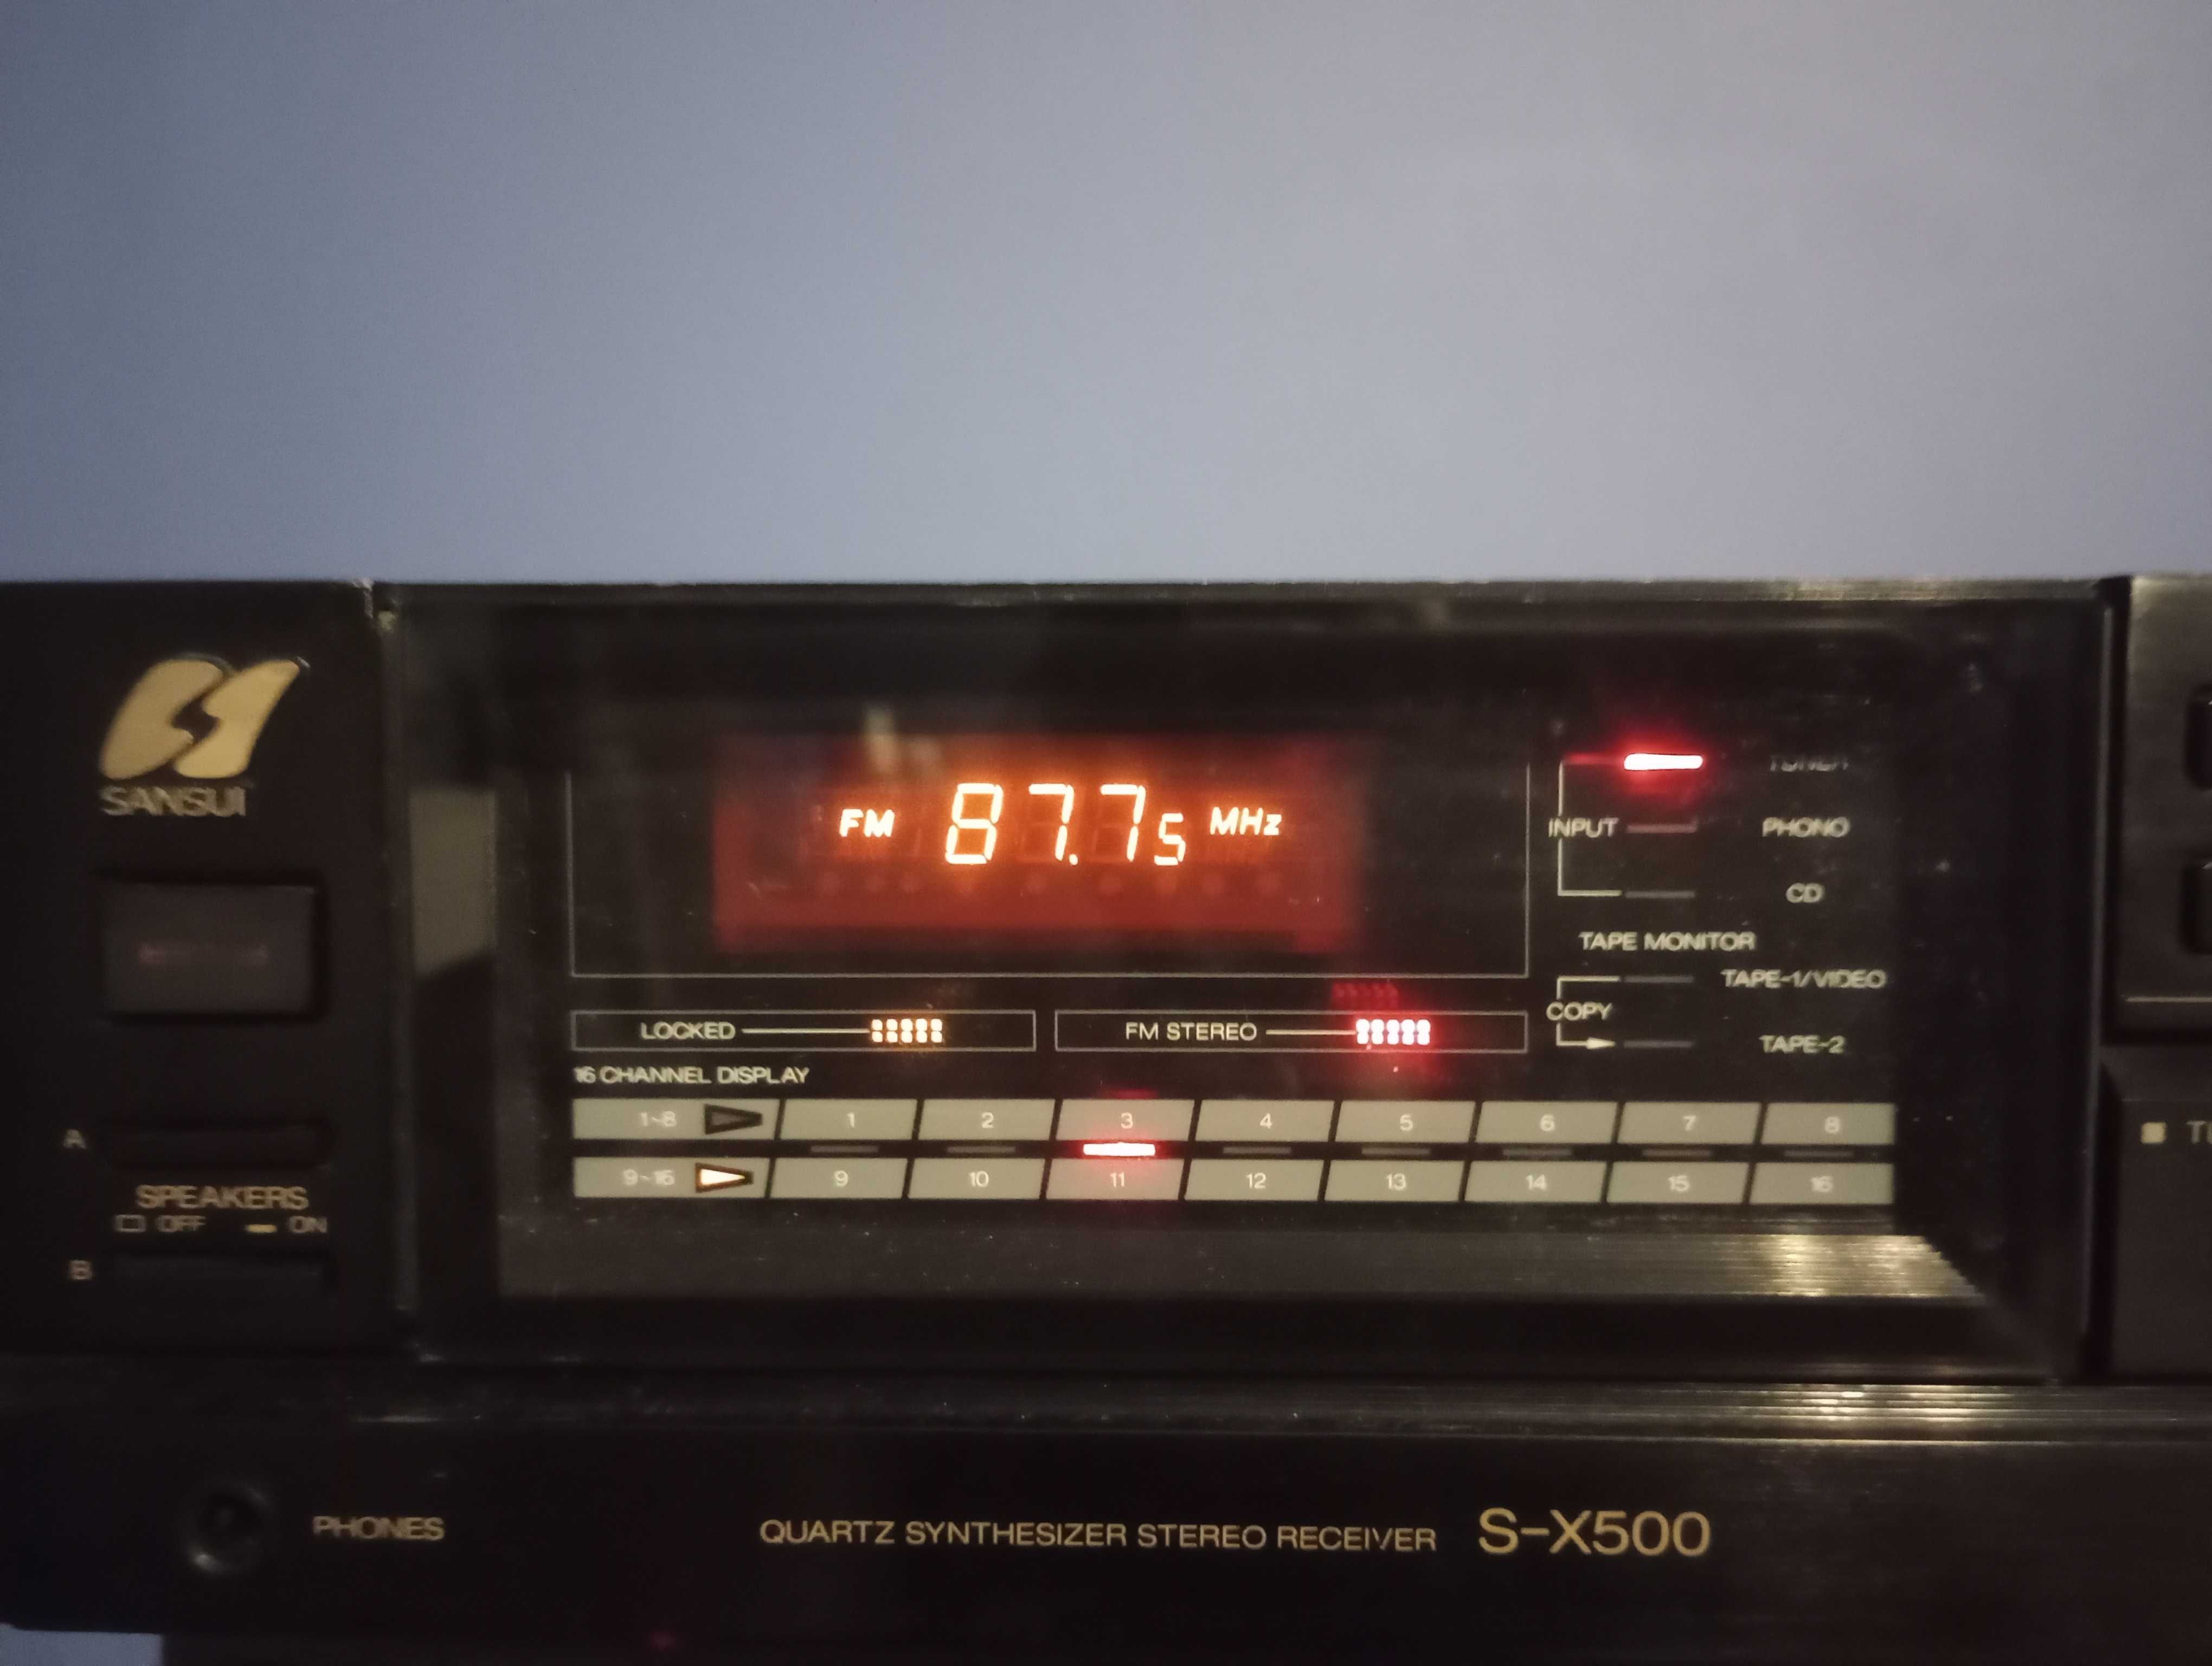 SANSUI
FM 87.75 MHz
INPUT
TUNER
PHONO
CD
TAPE MONITOR
TAPE-1/VIDEO
COPY
TAPE-2
LOCKED
FM STEREO
16 CHANNEL DISPLAY
1~8 1 2 3 4 5 6 7 8
9~16 9 10 11 12 13 14 15 16
A
SPEAKERS
OFF ON
B
PHONES
QUARTZ SYNTHESIZER STEREO RECEIVER S-X500